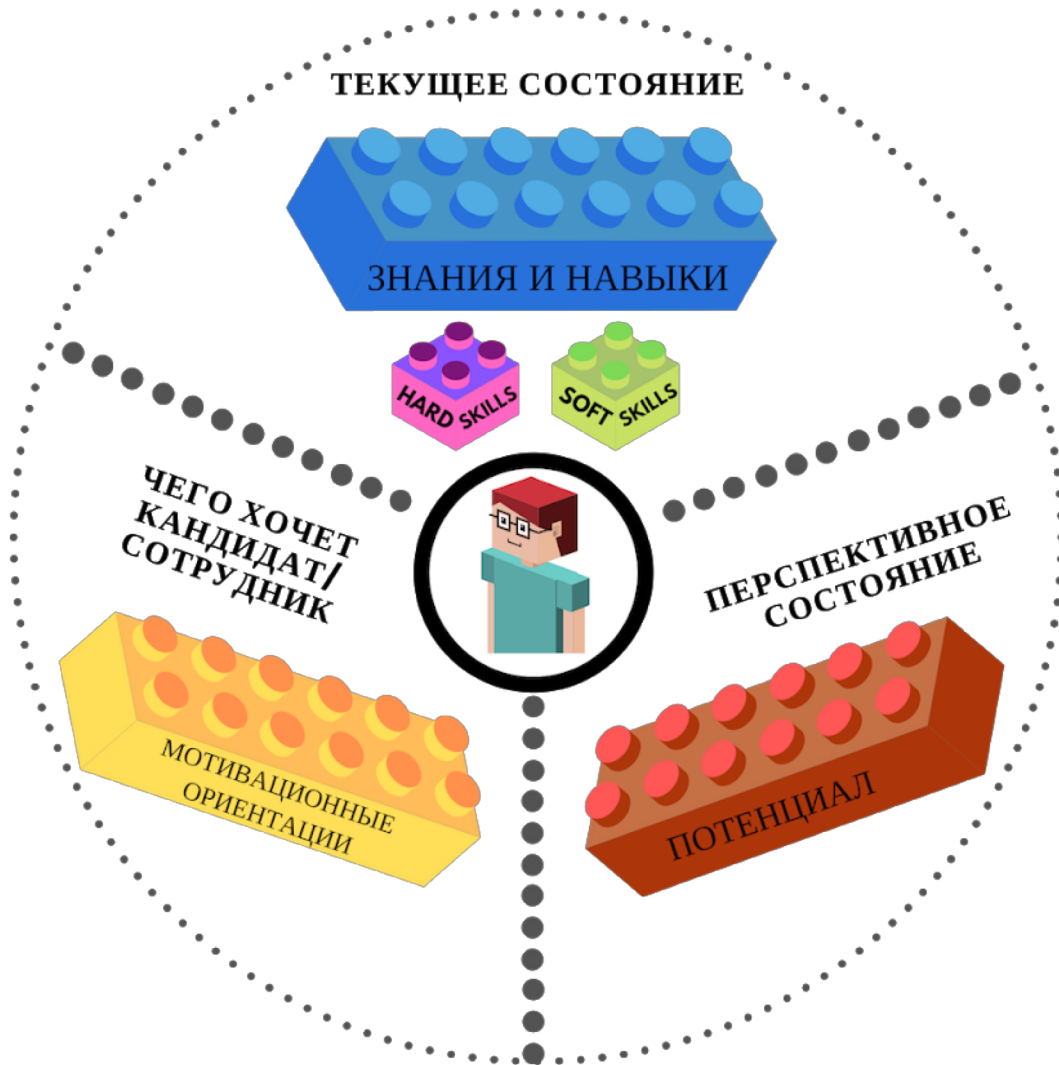 ТЕКУЩЕЕ СОСТОЯНИЕ
ЗНАНИЯ И НАВЫКИ
HARD SKILLS
SOFT SKILLS
ЧЕГО ХОЧЕТ
КАНДИДАТ/
СОТРУДНИК
МОТИВАЦИОННЫЕ
ОРИЕНТАЦИИ
ПЕРСПЕКТИВНОЕ
СОСТОЯНИЕ
ПОТЕНЦИАЛ